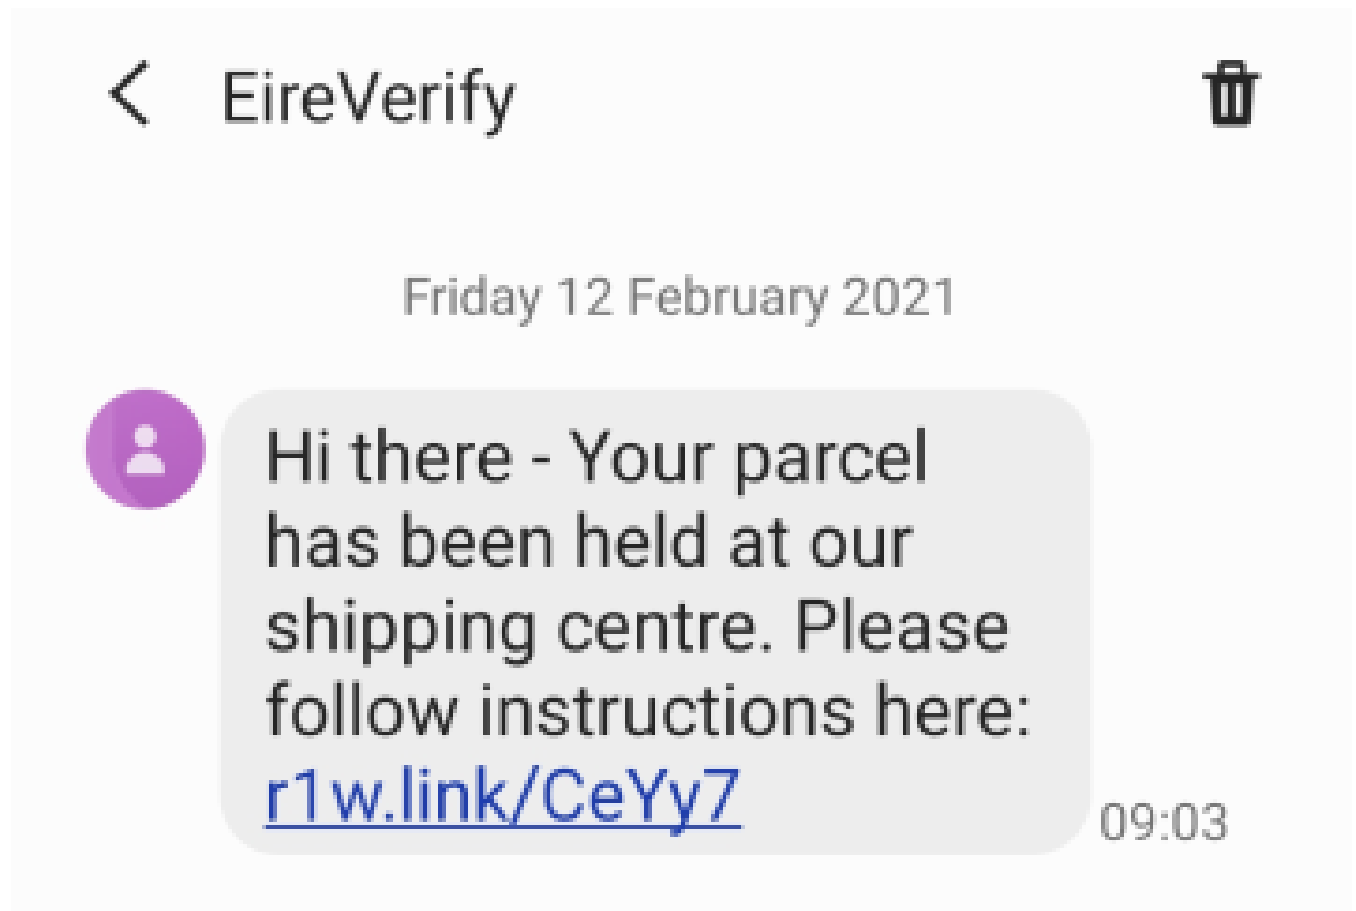 EireVerify
Friday 12 February 2021
Hi there - Your parcel
has been held at our
shipping centre. Please
follow instructions here:
r1w.link/CeYy7
09:03